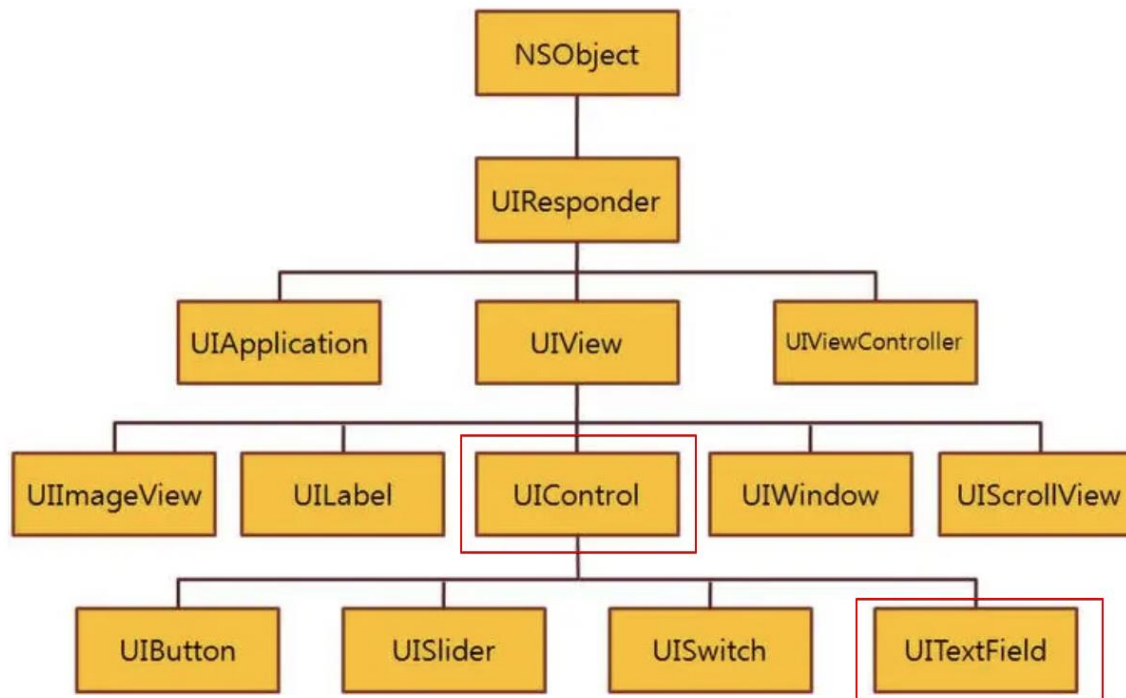 NSObject
UIResponder
UIApplication
UIView
UIViewController
UIImageView
UILabel
UIControl
UIWindow
UIScrollView
UIButton
UISlider
UISwitch
UITextField